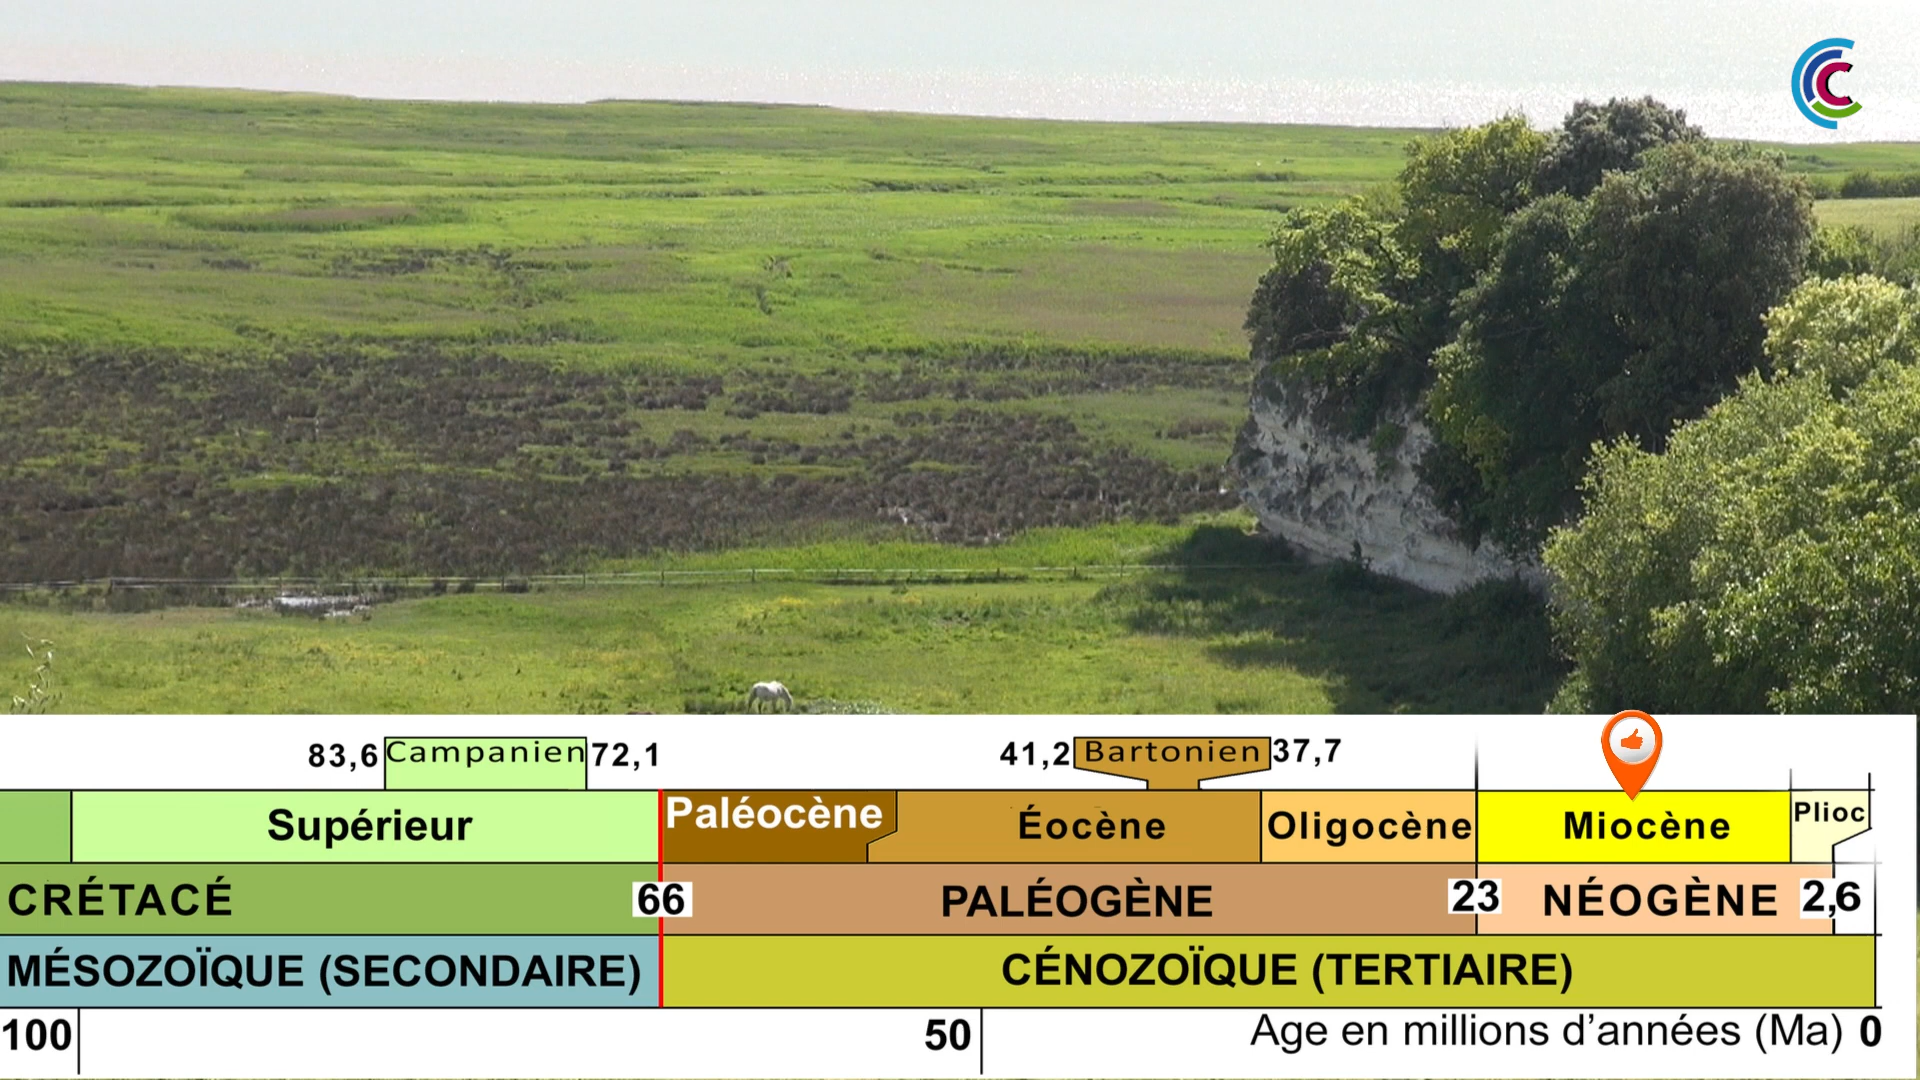 83,6 Campanien 72,1 41,2 Bartonien 37,7
Supérieur Paléocène Éocène Oligocène Miocène Plioc
CRÉTACÉ 66 PALÉOGÈNE 23 NÉOGÈNE 2,6
MÉSOZOÏQUE (SECONDAIRE) CÉNOZOÏQUE (TERTIAIRE)
100 50 Age en millions d’années (Ma) 0